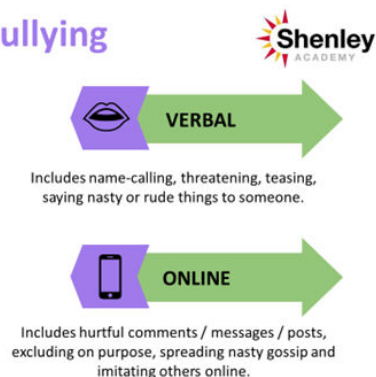 ullying
Shenley
ACADEMY
VERBAL
Includes name-calling, threatening, teasing,
saying nasty or rude things to someone.
ONLINE
Includes hurtful comments / messages / posts,
excluding on purpose, spreading nasty gossip and
imitating others online.